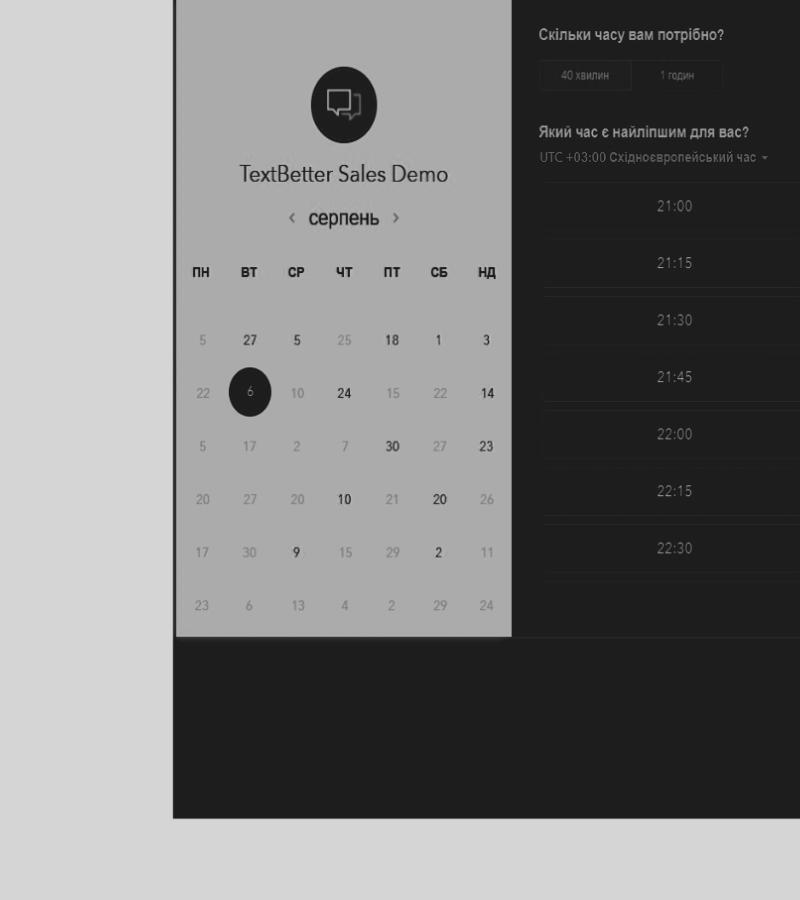 TextBetter Sales Demo
серпень
ПН ВТ СР ЧТ ПТ СБ НД
5 27 5 25 18 1 3
22 6 10 24 15 22 14
5 17 2 7 30 27 23
20 27 20 10 21 20 26
17 30 9 15 29 2 11
23 6 13 4 2 29 24
Скільки часу вам потрібно?
40 хвилин 1 годин
Який час є найліпшим для вас?
UTC +03:00 Східноєвропейський час
21:00
21:15
21:30
21:45
22:00
22:15
22:30